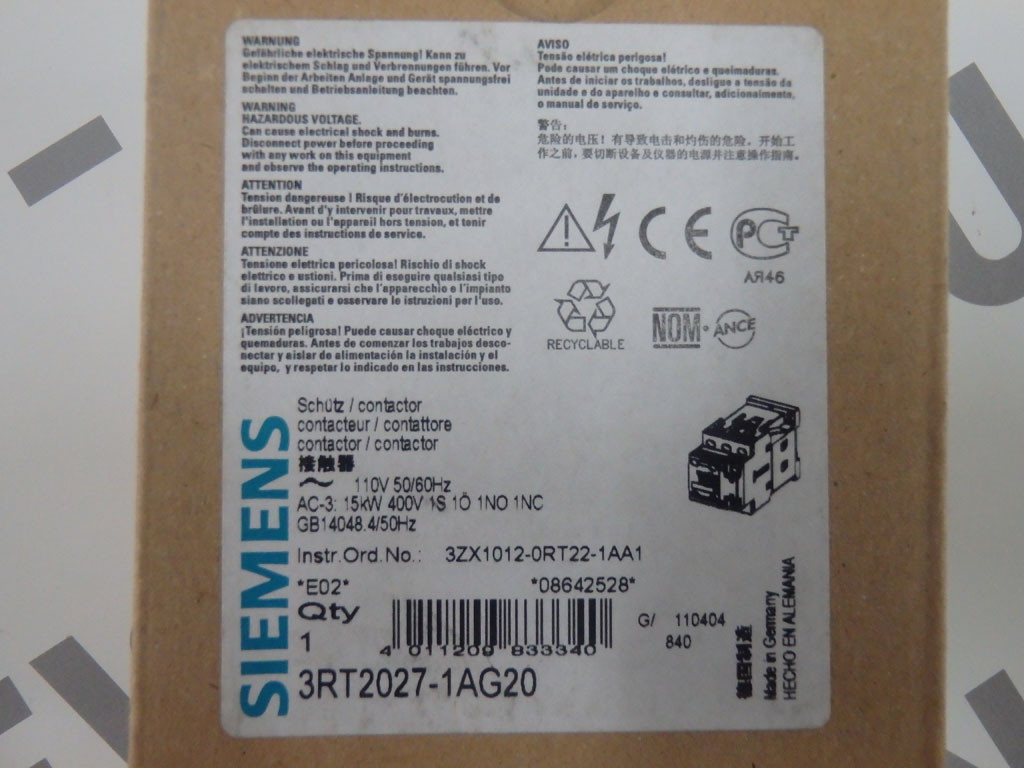 WARNUNG
Gefährliche elektrische Spannung! Kann zu
elektrischem Schlag und Verbrennungen führen. Vor
Beginn der Arbeiten Anlage und Gerät spannungsfrei
schalten und Betriebsanleitung beachten.
WARNING
HAZARDOUS VOLTAGE.
Can cause electrical shock and burns.
Disconnect power before proceeding
with any work on this equipment
and observe the operating instructions.
ATTENTION
Tension dangereuse ! Risque d'électrocution et de
brûlure. Avant d'y intervenir pour travaux, mettre
l'installation ou l'appareil hors tension, et tenir
compte des instructions de service.
ATTENZIONE
Tensione elettrica pericolosa! Rischio di shock
elettrico e ustioni. Prima di eseguire qualsiasi tipo
di lavoro, assicurarsi che l'apparecchio e l'impianto
siano scollegati e osservare le istruzioni per l'uso.
ADVERTENCIA
¡Tensión peligrosa! Puede causar choque eléctrico y
quemaduras. Antes de comenzar los trabajos desco-
nectar y aislar de alimentación la instalación y el
equipo, y respetar lo indicado en las instrucciones.
AVISO
Tensão elétrica perigosa!
Pode causar um choque elétrico e queimaduras.
Antes de iniciar os trabalhos, desligue a tensão da
unidade e do aparelho e consultar, adicionalmente,
o manual de serviço.
警告:
危险的电压! 有导致电击和灼伤的危险。开始工
作之前,要切断设备及仪器的电源并注意操作指南。
CE
PCT
АЯ46
RECYCLABLE
NOM-ANCE
SIEMENS
Schütz / contactor
contacteur / contattore
contactor / contactor
接触器
~ 110V 50/60Hz
AC-3: 15kW 400V 1S 1Ö 1NO 1NC
GB14048.4/50Hz
Instr.Ord.No.: 3ZX1012-0RT22-1AA1
*E02* *08642528*
Qty
1
4 011209 833340
3RT2027-1AG20
G/ 110404
840
德国制造
Made in Germany
HECHO EN ALEMANIA